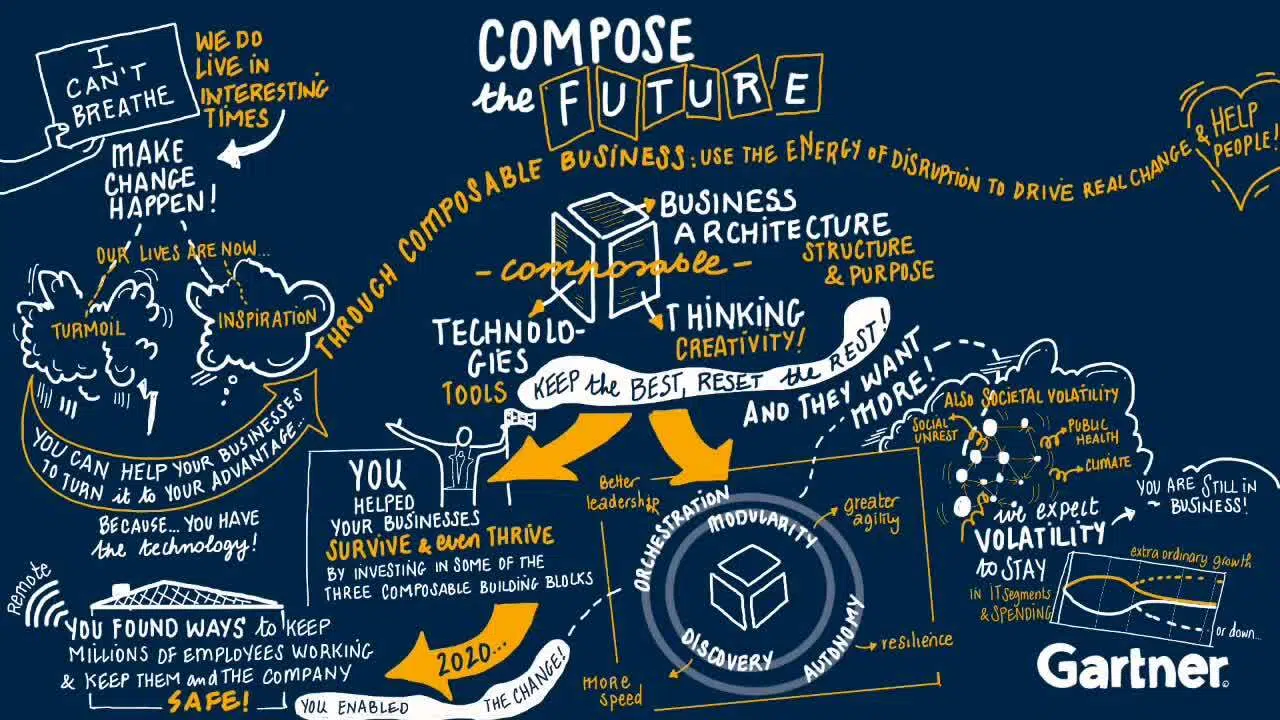 COMPOSE
the FUTURE
I
CAN'T
BREATHE
WE DO
LIVE IN
INTERESTING
TIMES
MAKE
CHANGE
HAPPEN!
OUR LIVES ARE NOW...
TURMOIL
INSPIRATION
YOU CAN HELP YOUR BUSINESSES
TO TURN it to YOUR ADVANTAGE...
BECAUSE... YOU HAVE
the technology!
Remote
YOU FOUND WAYS to KEEP
MILLIONS OF EMPLOYEES WORKING
& KEEP THEM and THE COMPANY
SAFE!
THROUGH COMPOSABLE BUSINESS: USE THE ENERGY OF DISRUPTION TO DRIVE REAL CHANGE &
HELP
PEOPLE!
BUSINESS
ARCHITECTURE
STRUCTURE
& PURPOSE
- composable -
TECHNOLO-
GIES
TOOLS
THINKING
CREATIVITY!
KEEP the BEST, RESET the REST!
AND THEY WANT
MORE!
YOU
HELPED
YOUR BUSINESSES
SURVIVE & even THRIVE
BY INVESTING IN SOME OF THE
THREE COMPOSABLE BUILDING BLOCKS
2020...
YOU ENABLED THE CHANGE!
Better
leadership
ORCHESTRATION
MODULARITY
greater
agility
DISCOVERY
AUTONOMY
resilience
more
speed
ALSO SOCIETAL VOLATILITY
SOCIAL
UNREST
PUBLIC
HEALTH
CLIMATE
we expect
VOLATILITY
to STAY
IN IT segments
& SPENDING
YOU ARE STILL IN
~ BUSINESS!
extra ordinary growth
or down...
Gartner